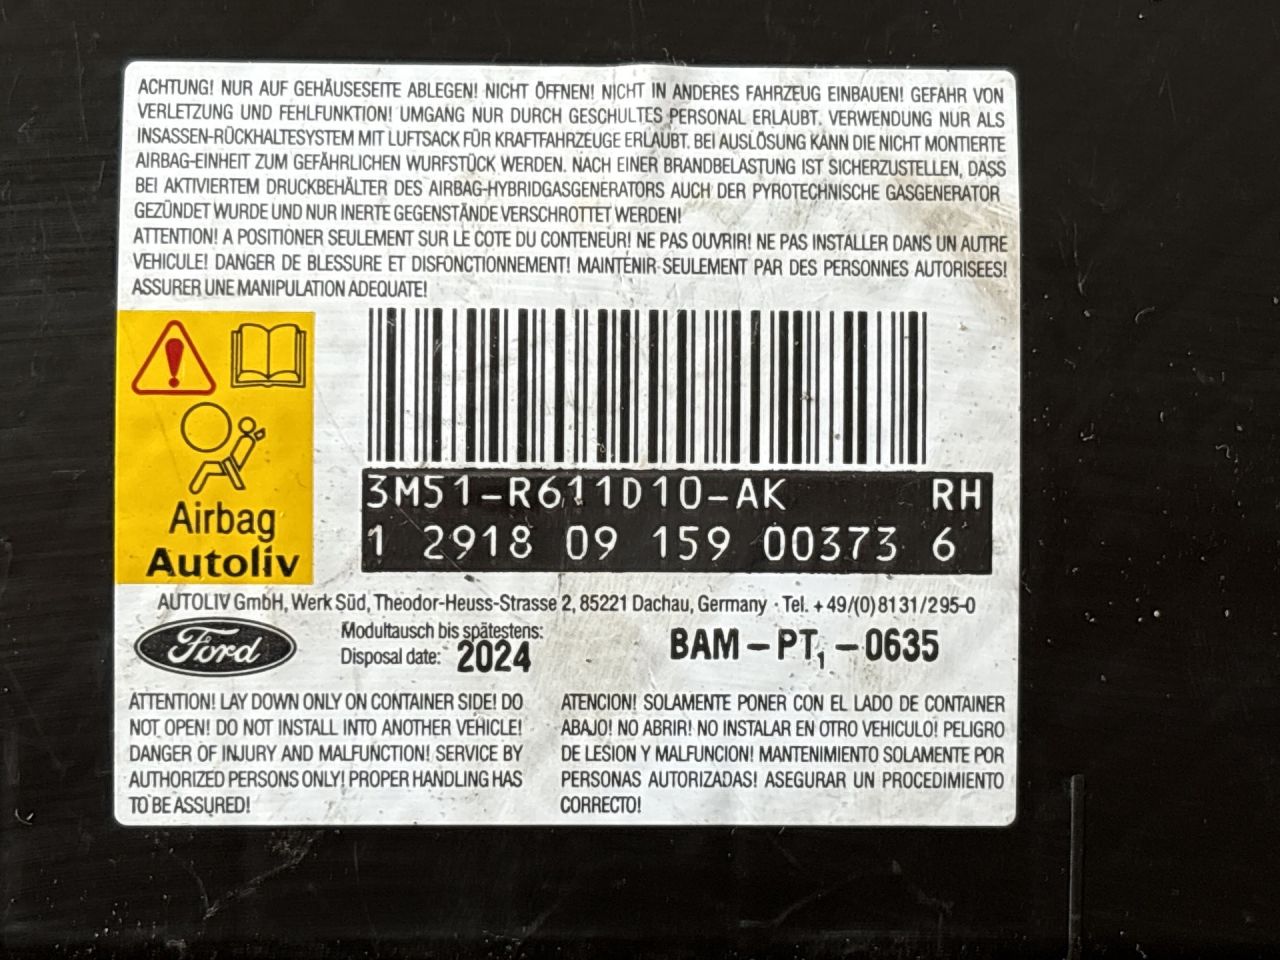 ACHTUNG! NUR AUF GEHÄUSESEITE ABLEGEN! NICHT ÖFFNEN! NICHT IN ANDERES FAHRZEUG EINBAUEN! GEFAHR VON
VERLETZUNG UND FEHLFUNKTION! UMGANG NUR DURCH GESCHULTES PERSONAL ERLAUBT. VERWENDUNG NUR ALS
INSASSEN-RÜCKHALTESYSTEM MIT LUFTSACK FÜR KRAFTFAHRZEUGE ERLAUBT. BEI AUSLÖSUNG KANN DIE NICHT MONTIERTE
AIRBAG-EINHEIT ZUM GEFÄHRLICHEN WURFSTÜCK WERDEN. NACH EINER BRANDBELASTUNG IST SICHERZUSTELLEN, DASS
BEI AKTIVIERTEM DRUCKBEHÄLTER DES AIRBAG-HYBRIDGASGENERATORS AUCH DER PYROTECHNISCHE GASGENERATOR
GEZÜNDET WURDE UND NUR INERTE GEGENSTÄNDE VERSCHROTTET WERDEN!
ATTENTION! A POSITIONER SEULEMENT SUR LE COTE DU CONTENEUR! NE PAS OUVRIR! NE PAS INSTALLER DANS UN AUTRE
VEHICULE! DANGER DE BLESSURE ET DISFONCTIONNEMENT! MAINTENIR SEULEMENT PAR DES PERSONNES AUTORISEES!
ASSURER UNE MANIPULATION ADEQUATE!
Airbag
Autoliv
3M51-R611D10-AK RH
1 2918 09 159 00373 6
AUTOLIV GmbH, Werk Süd, Theodor-Heuss-Strasse 2, 85221 Dachau, Germany · Tel. +49/(0)8131/295-0
Ford
Modultausch bis spätestens:
Disposal date: 2024
BAM-PT₁-0635
ATTENTION! LAY DOWN ONLY ON CONTAINER SIDE! DO
NOT OPEN! DO NOT INSTALL INTO ANOTHER VEHICLE!
DANGER OF INJURY AND MALFUNCTION! SERVICE BY
AUTHORIZED PERSONS ONLY! PROPER HANDLING HAS
TO BE ASSURED!
ATENCION! SOLAMENTE PONER CON EL LADO DE CONTAINER
ABAJO! NO ABRIR! NO INSTALAR EN OTRO VEHICULO! PELIGRO
DE LESION Y MALFUNCION! MANTENIMIENTO SOLAMENTE POR
PERSONAS AUTORIZADAS! ASEGURAR UN PROCEDIMIENTO
CORRECTO!